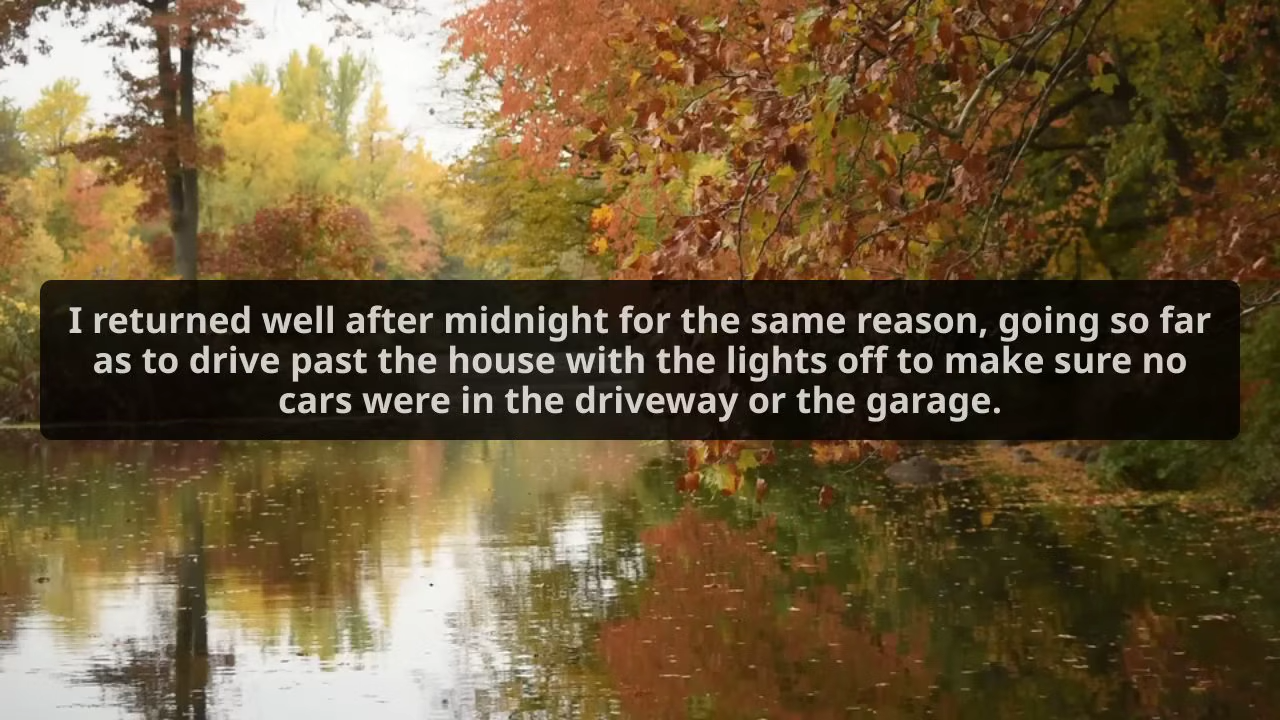 I returned well after midnight for the same reason, going so far
as to drive past the house with the lights off to make sure no
cars were in the driveway or the garage.